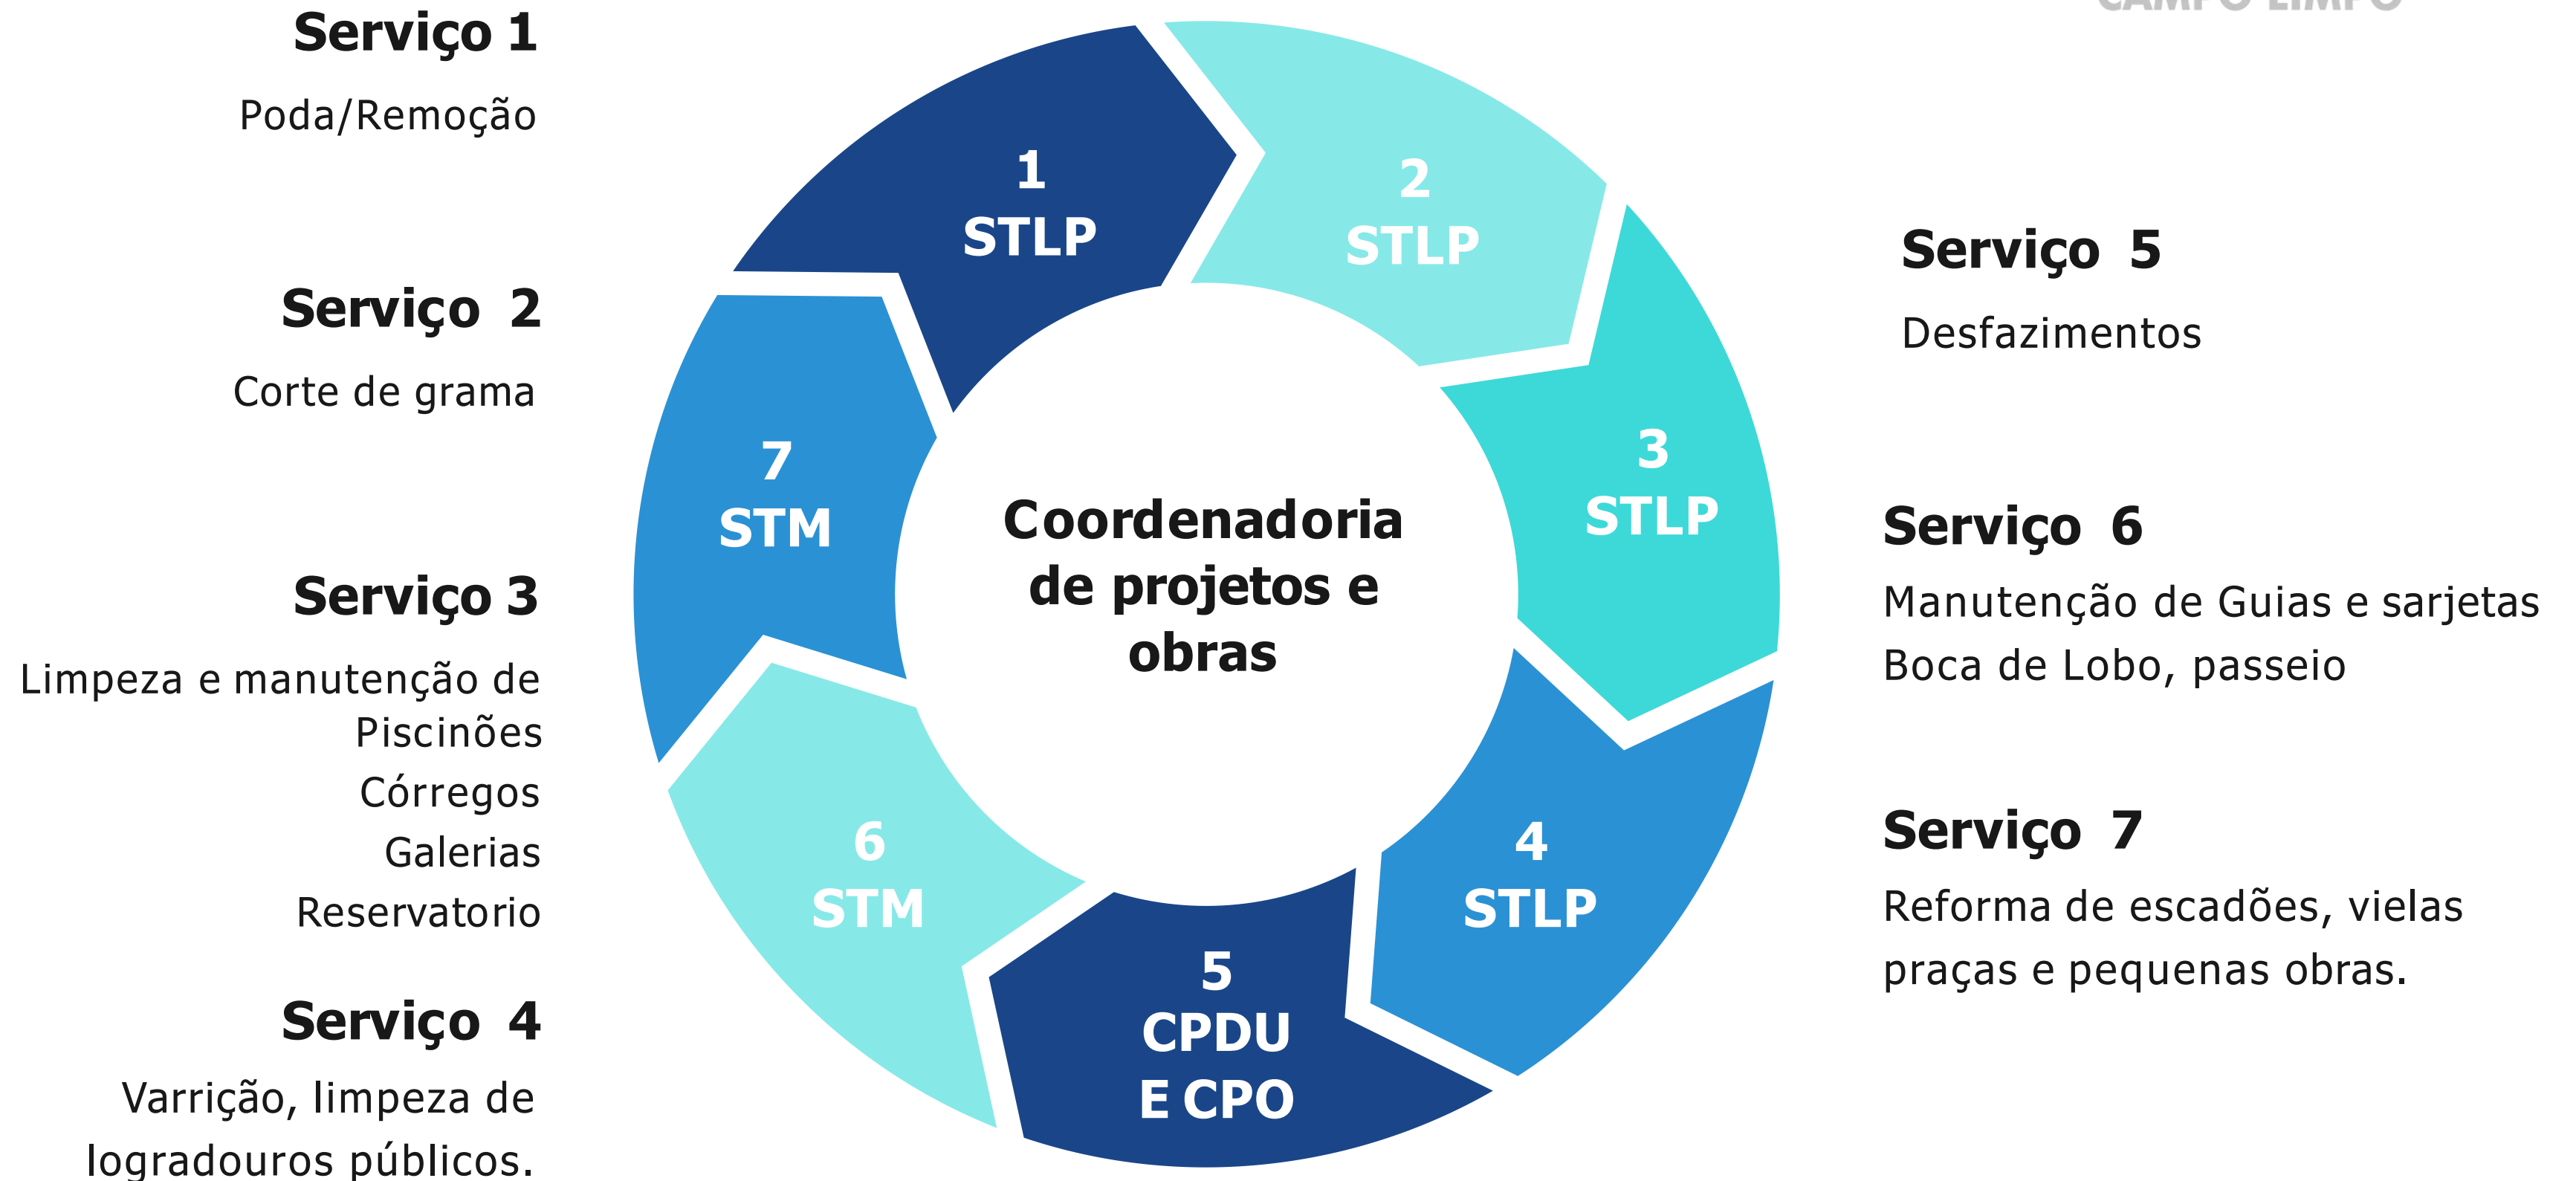 CAMPO LIMPO
Serviço 1
Poda/Remoção
Serviço 2
Corte de grama
Serviço 3
Limpeza e manutenção de
Piscinões
Córregos
Galerias
Reservatorio
Serviço 4
Varrição, limpeza de
logradouros públicos.
1
STLP
2
STLP
3
STLP
4
STLP
5
CPDU
E CPO
6
STM
7
STM
Coordenadoria
de projetos e
obras
Serviço 5
Desfazimentos
Serviço 6
Manutenção de Guias e sarjetas
Boca de Lobo, passeio
Serviço 7
Reforma de escadões, vielas
praças e pequenas obras.